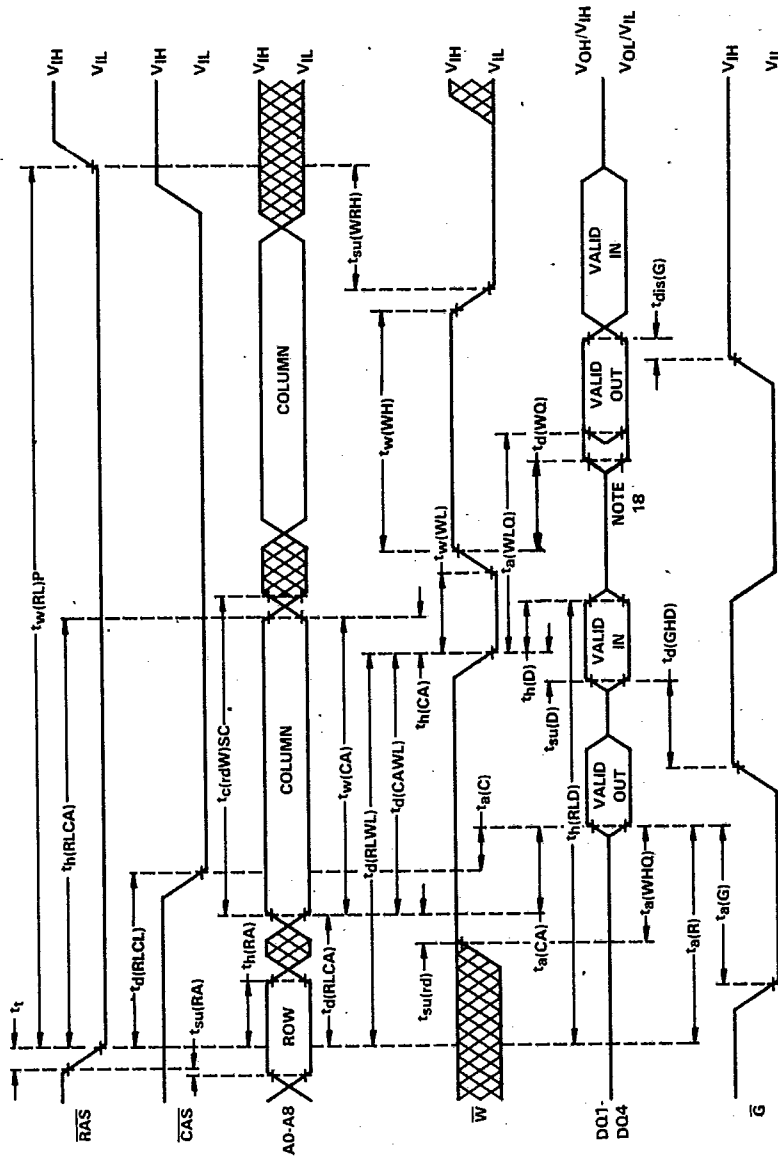 V̅IH
VIL
VIH
VIL
VIH
VIL
VIH
VIL
VOH/VIH
VOL/VIL
VIH
tw(RL)P
th(RLCA)
tt
td(RLCL)
RAS
tsu(RA)
CAS
tc(rdW)SC
ROW
COLUMN
COLUMN
A0-A8
th(RA)
tw(CA)
td(RLCA)
td(CAWL)
td(RLWL)
th(CA)
tsu(WRH)
tw(WH)
tw(WL)
ta(WLQ)
td(WQ)
tsu(rd)
ta(C)
W
ta(CA)
tsu(D)
th(D)
VALID OUT
VALID IN
NOTE 18
VALID OUT
VALID IN
DQ1-
DQ4
th(RLD)
ta(WHQ)
td(GHD)
tdis(G)
ta(R)
ta(G)
G